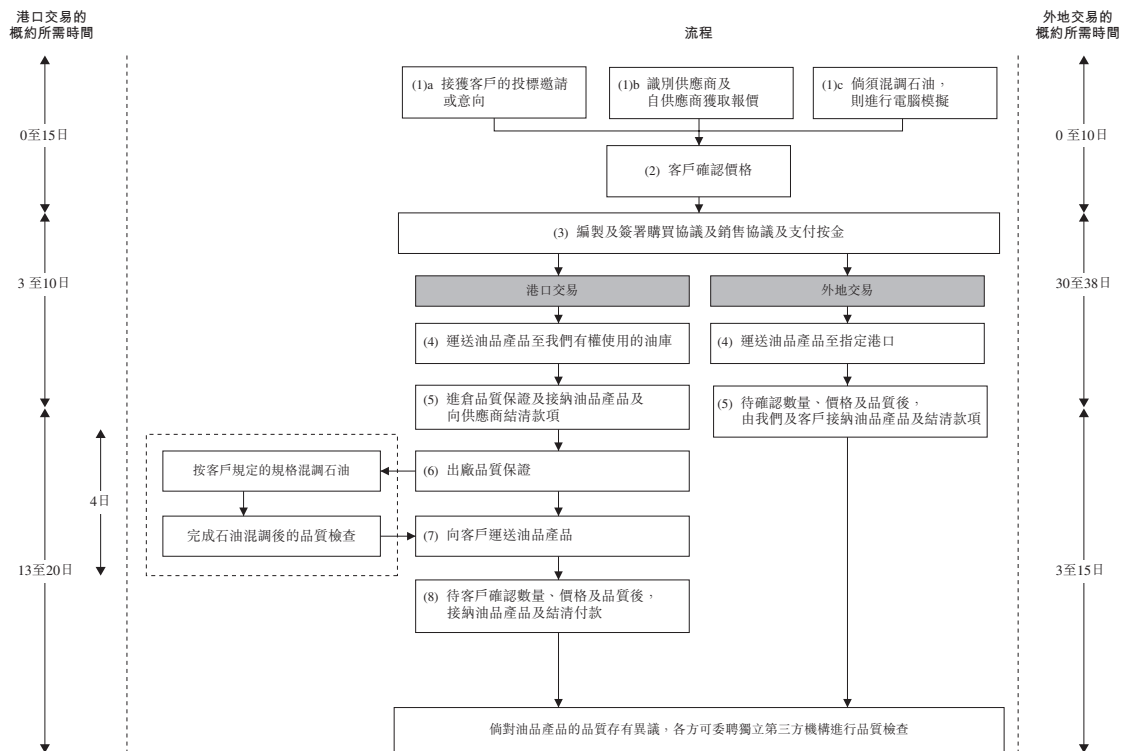 港口交易的
概約所需時間
流程
外地交易的
概約所需時間
(1)a 接獲客戶的投標邀請
或意向
(1)b 識別供應商及
自供應商獲取報價
(1)c 倘須混調石油，
則進行電腦模擬
0至15日
0 至10日
(2) 客戶確認價格
(3) 編製及簽署購買協議及銷售協議及支付按金
3 至10日
30至38日
港口交易
外地交易
(4) 運送油品產品至我們有權使用的油庫
(4) 運送油品產品至指定港口
(5) 進倉品質保證及接納油品產品及
向供應商結清款項
(5) 待確認數量、價格及品質後，
由我們及客戶接納油品產品及結清款項
按客戶規定的規格混調石油
(6) 出廠品質保證
4日
完成石油混調後的品質檢查
(7) 向客戶運送油品產品
13至20日
3至15日
(8) 待客戶確認數量、價格及品質後，
接納油品產品及結清付款
倘對油品產品的品質存有異議，各方可委聘獨立第三方機構進行品質檢查